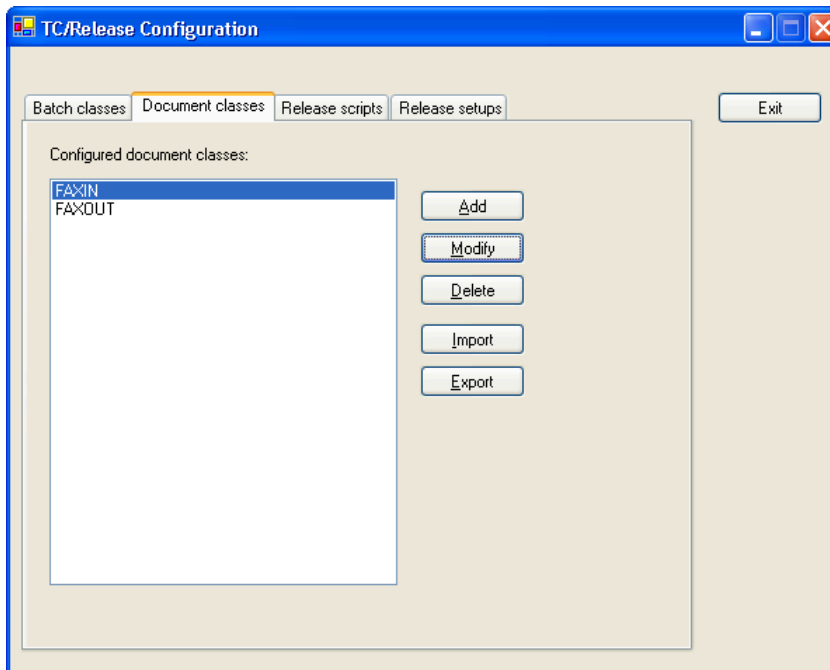 TC/Release Configuration
Batch classes Document classes Release scripts Release setups Exit
Configured document classes:
FAXIN
FAXOUT
Add
Modify
Delete
Import
Export